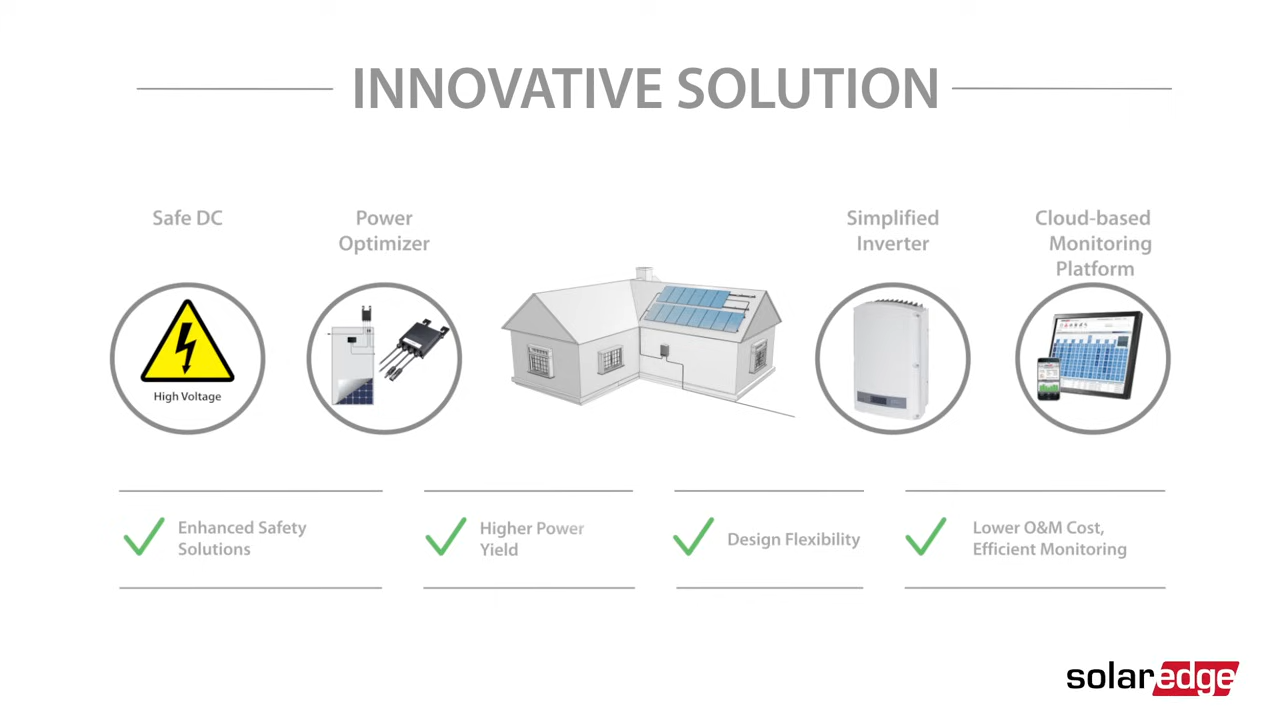 INNOVATIVE SOLUTION
Safe DC
Power
Optimizer
Simplified
Inverter
Cloud-based
Monitoring
Platform
High Voltage
Enhanced Safety
Solutions
Higher Power
Yield
Design Flexibility
Lower O&M Cost,
Efficient Monitoring
solaredge